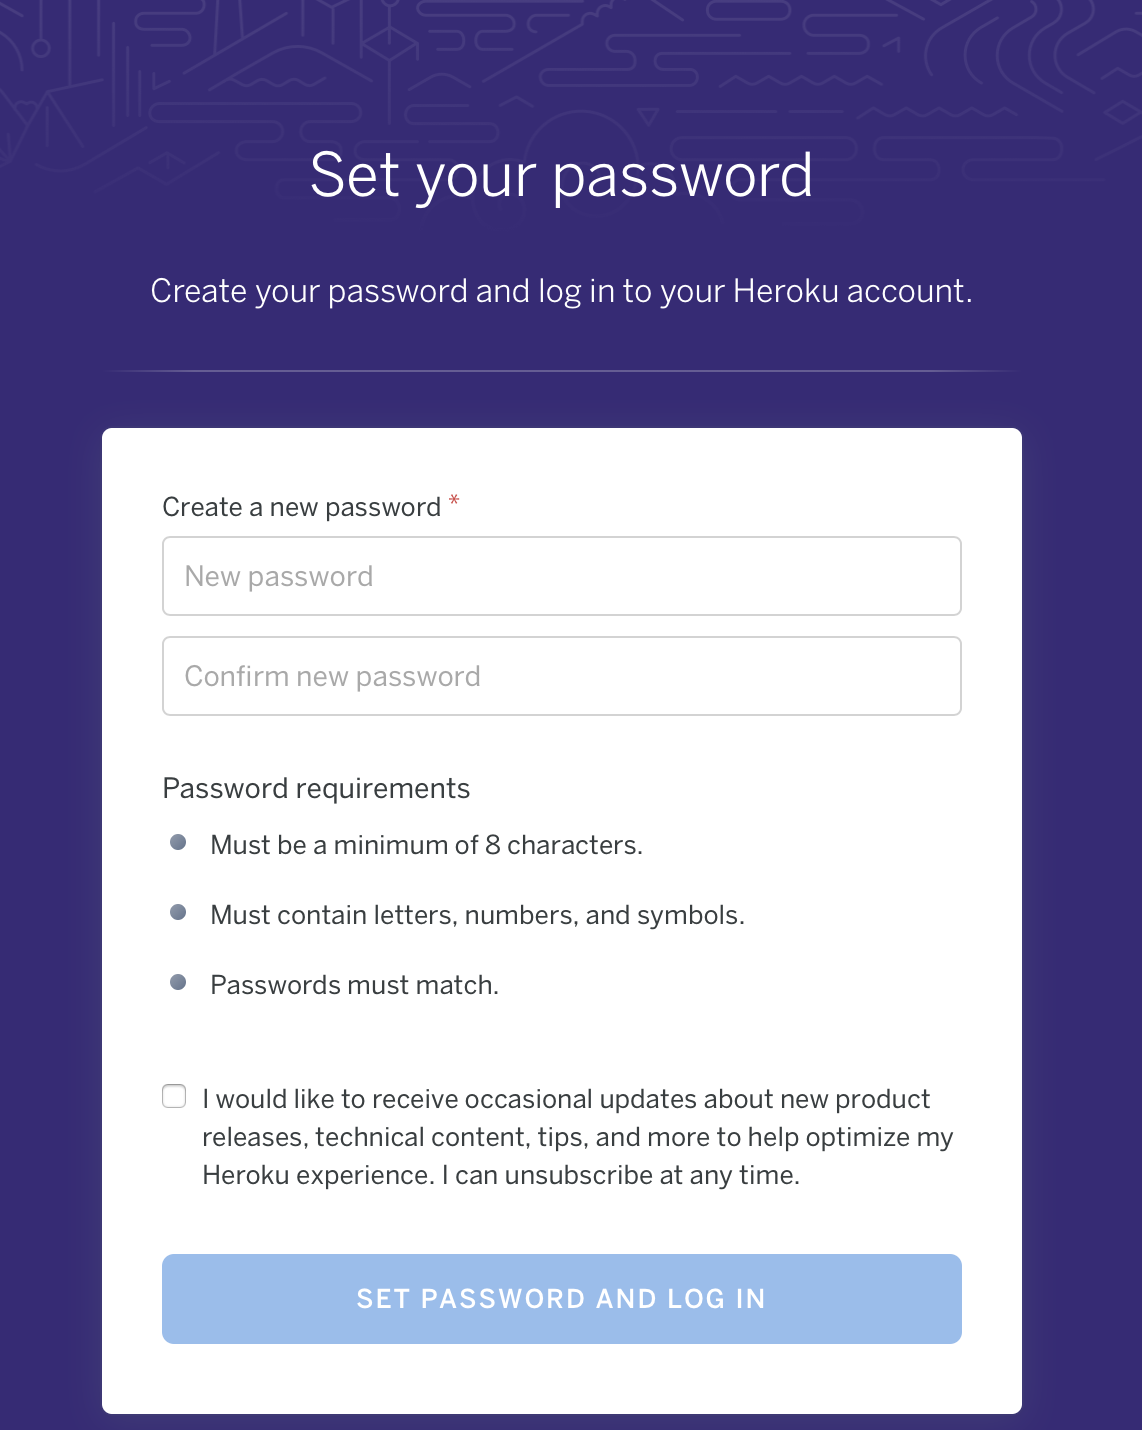 Set your password
Create your password and log in to your Heroku account.
Create a new password *
New password
Confirm new password
Password requirements
Must be a minimum of 8 characters.
Must contain letters, numbers, and symbols.
Passwords must match.
I would like to receive occasional updates about new product
releases, technical content, tips, and more to help optimize my
Heroku experience. I can unsubscribe at any time.
SET PASSWORD AND LOG IN